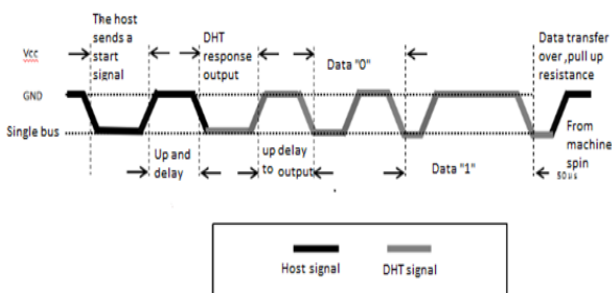 The host
sends a
start
signal
DHT
response
output
Data "0"
Data transfer
over ,pull up
resistance
Vcc
GND
Single bus
Up and
delay
up delay
to output
Data "1"
From
machine
spin
50us
Host signal
DHT signal